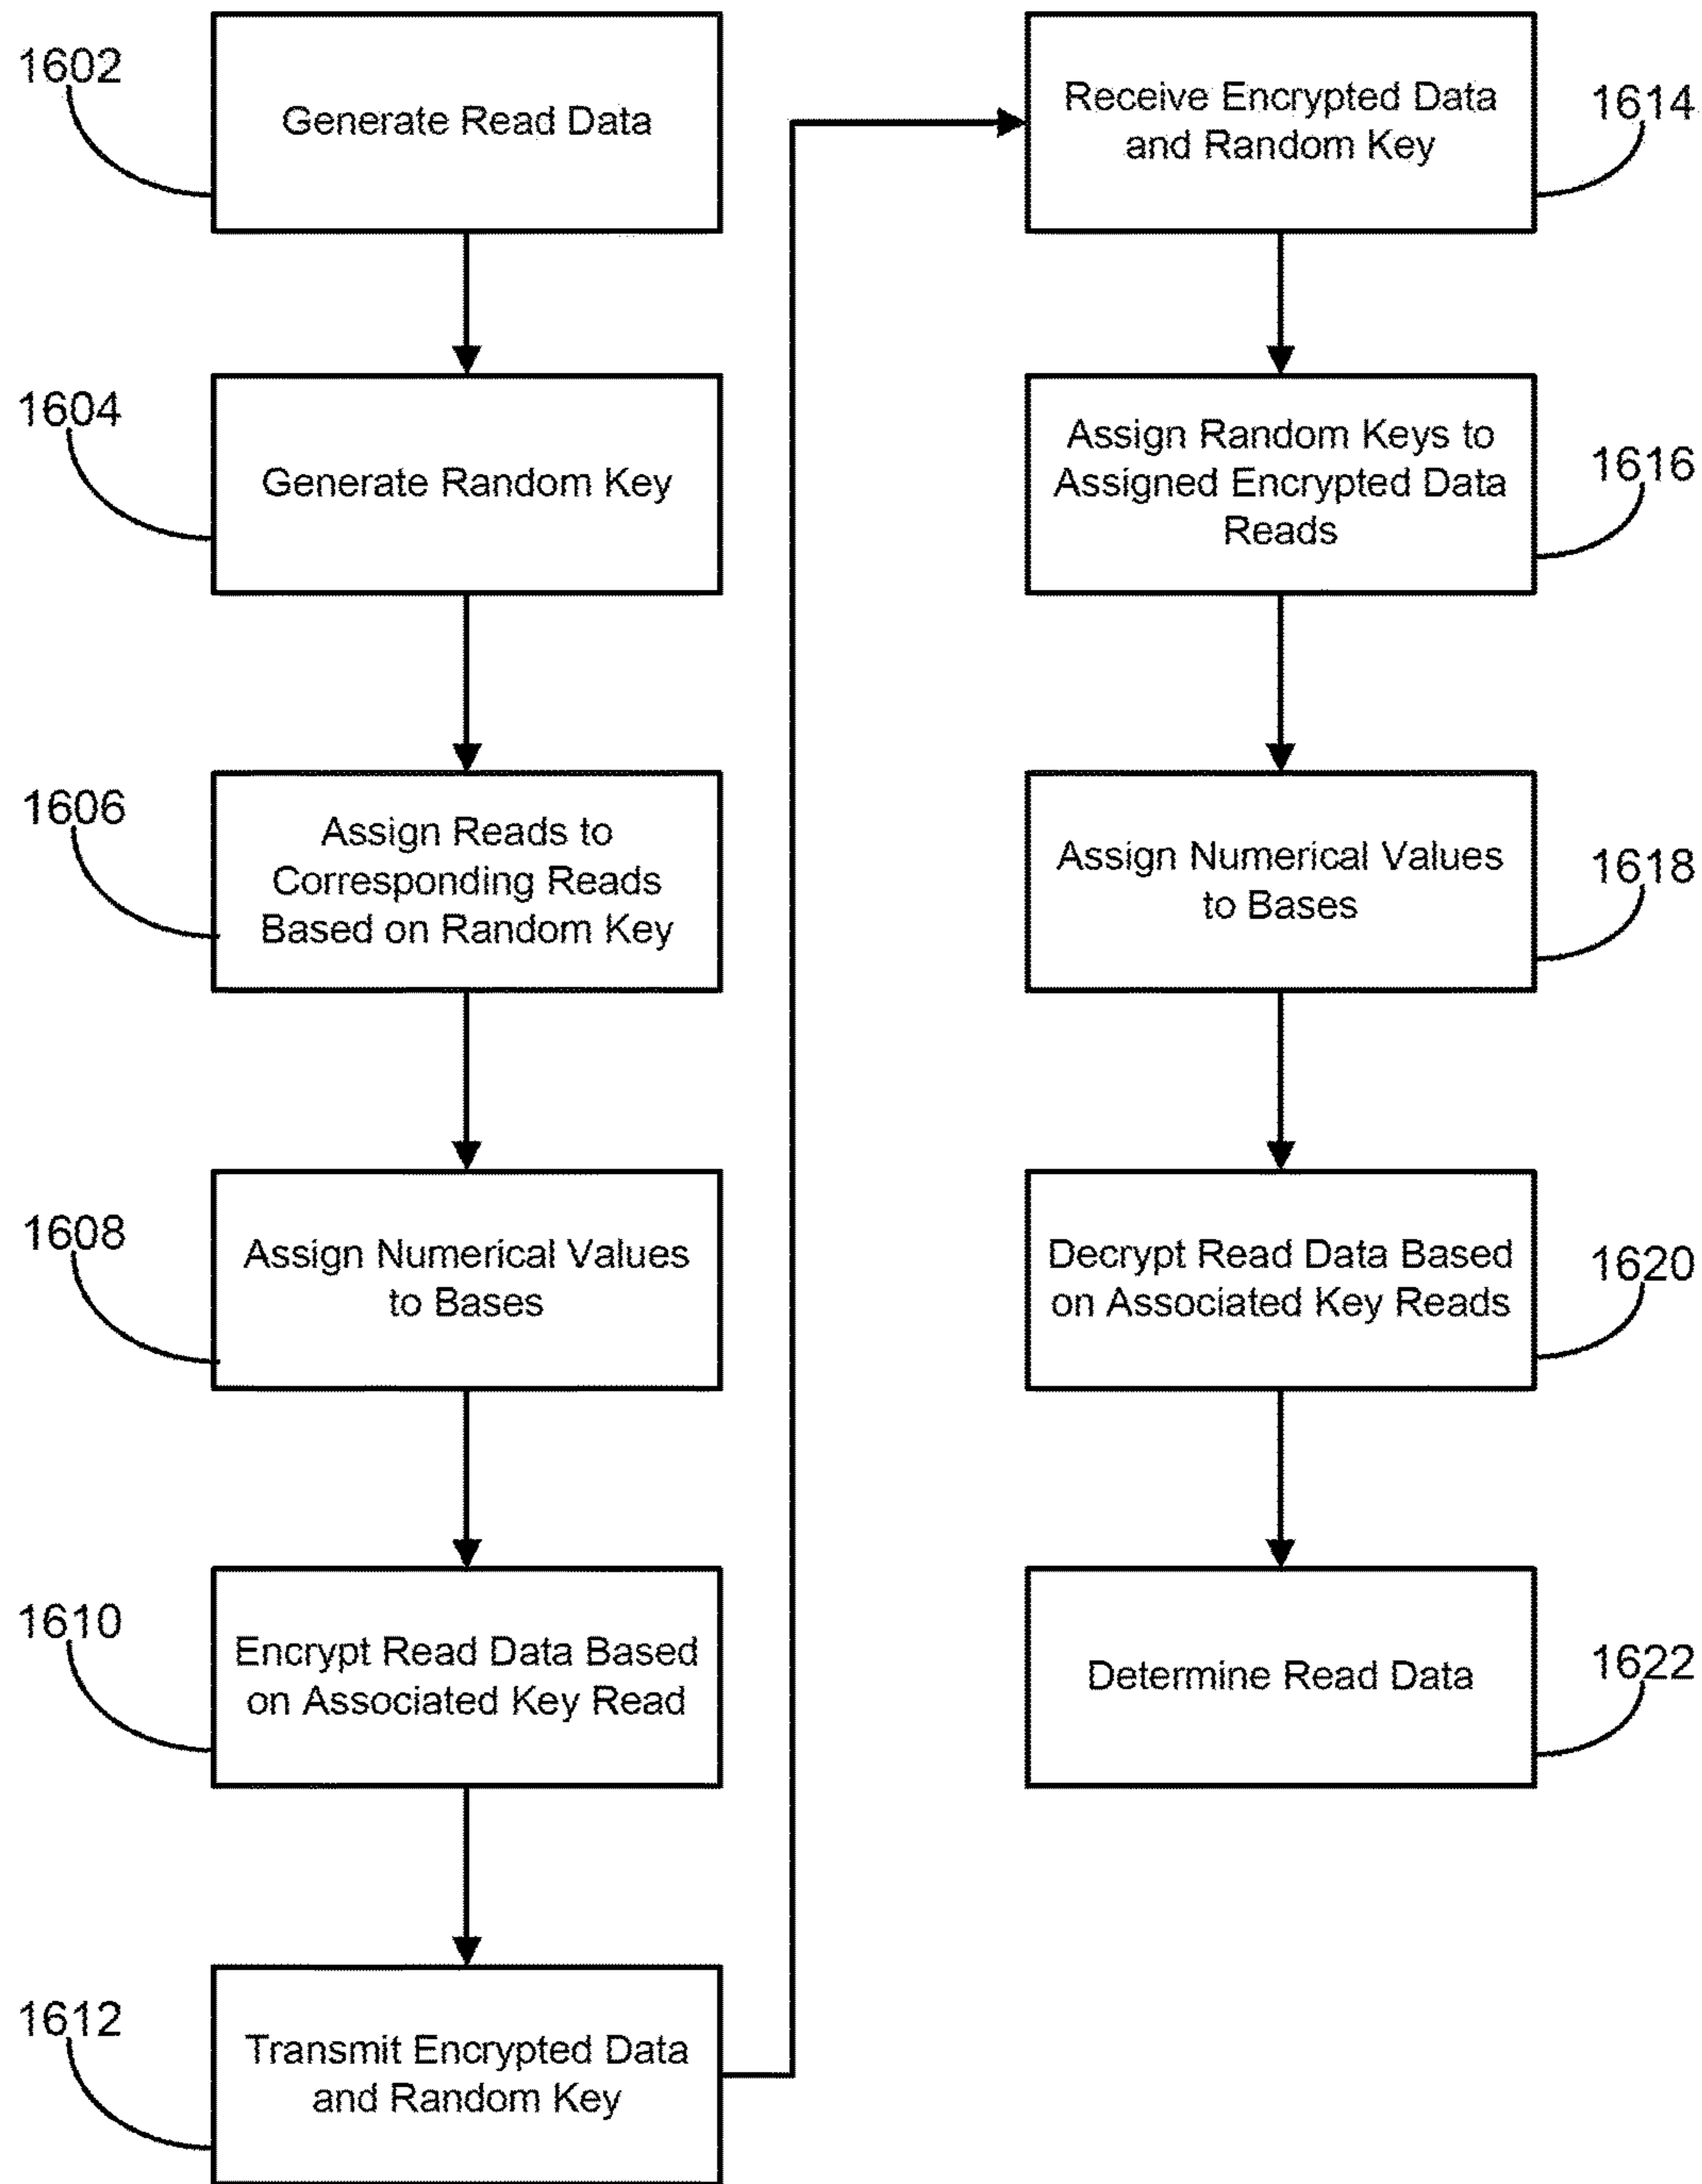 1602
Generate Read Data
1604
Generate Random Key
1606
Assign Reads to
Corresponding Reads
Based on Random Key
1608
Assign Numerical Values
to Bases
1610
Encrypt Read Data Based
on Associated Key Read
1612
Transmit Encrypted Data
and Random Key
Receive Encrypted Data
and Random Key
1614
Assign Random Keys to
Assigned Encrypted Data
Reads
1616
Assign Numerical Values
to Bases
1618
Decrypt Read Data Based
on Associated Key Reads
1620
Determine Read Data
1622